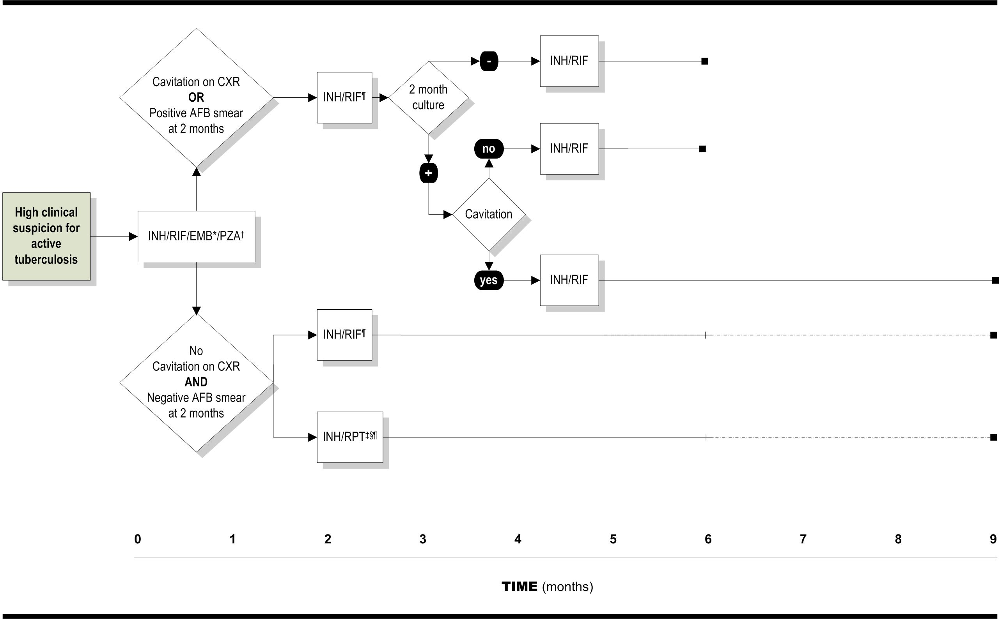 High clinical
suspicion for
active
tuberculosis
INH/RIF/EMB*/PZA†
Cavitation on CXR
OR
Positive AFB smear
at 2 months
INH/RIF¶
2 month
culture
-
INH/RIF
+
Cavitation
no
INH/RIF
yes
INH/RIF
No
Cavitation on CXR
AND
Negative AFB smear
at 2 months
INH/RIF¶
INH/RPT‡§¶
0 1 2 3 4 5 6 7 8 9
TIME (months)